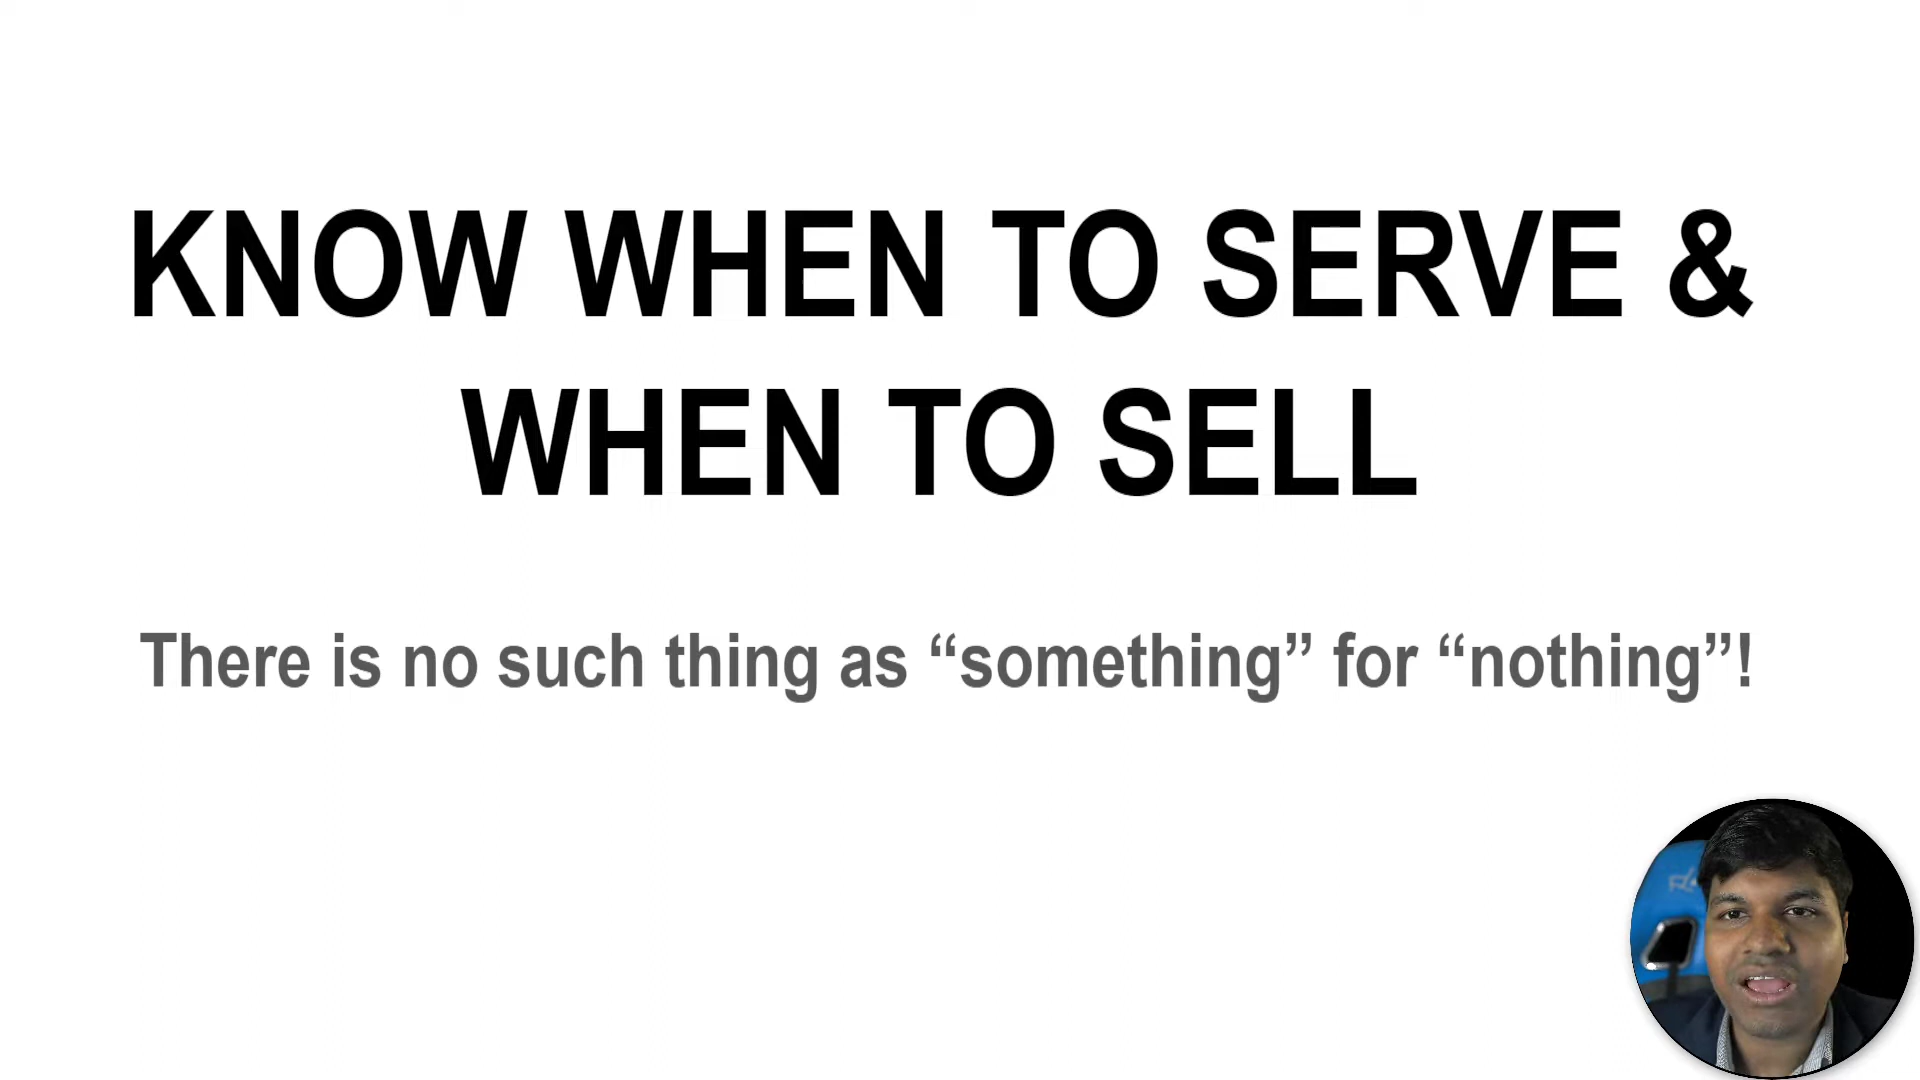 KNOW WHEN TO SERVE &
WHEN TO SELL
There is no such thing as “something” for “nothing”!